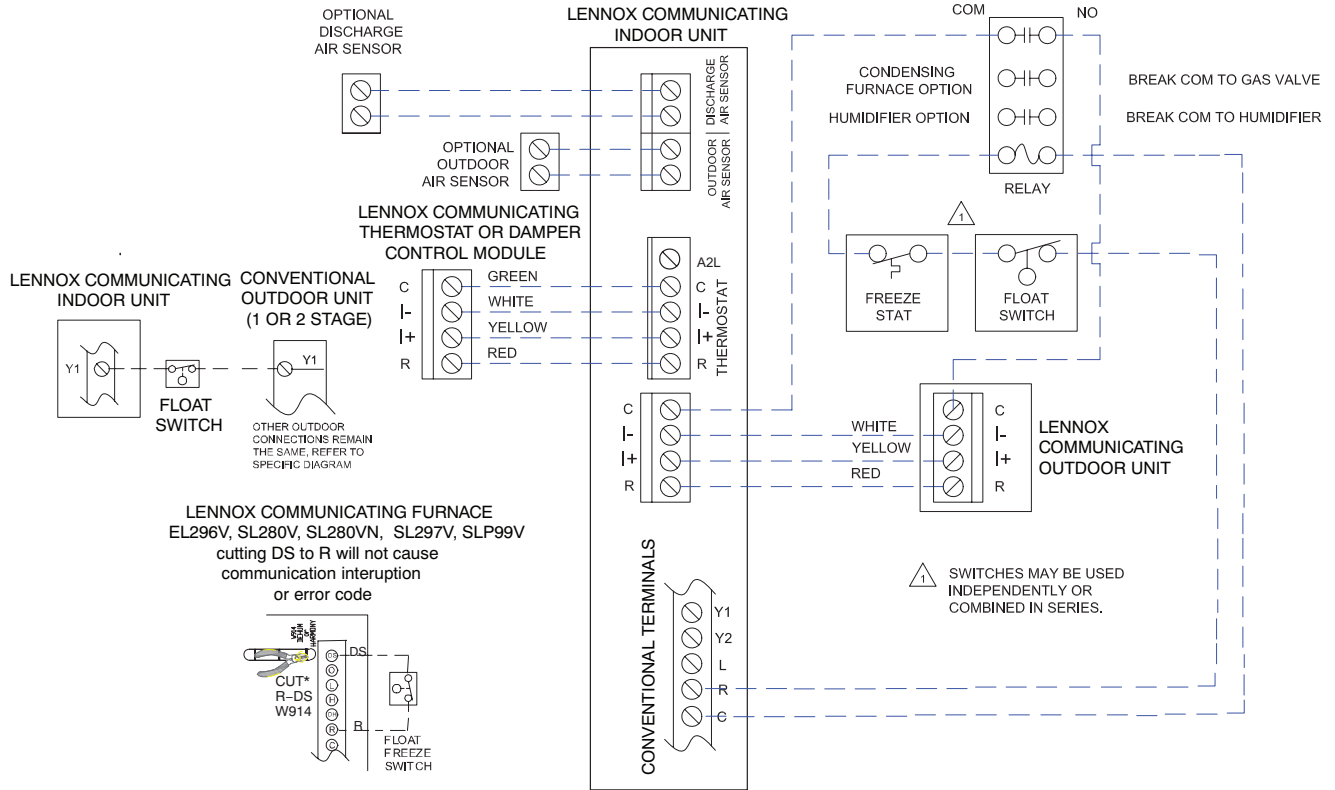 OPTIONAL
DISCHARGE
AIR SENSOR
LENNOX COMMUNICATING
INDOOR UNIT
DISCHARGE
AIR SENSOR
OUTDOOR
AIR SENSOR
OPTIONAL
OUTDOOR
AIR SENSOR
COM
NO
CONDENSING
FURNACE OPTION
BREAK COM TO GAS VALVE
HUMIDIFIER OPTION
BREAK COM TO HUMIDIFIER
RELAY
1
FREEZE
STAT
FLOAT
SWITCH
LENNOX COMMUNICATING
THERMOSTAT OR DAMPER
CONTROL MODULE
C
I-
I+
R
GREEN
WHITE
YELLOW
RED
A2L
C
I-
I+
R
THERMOSTAT
LENNOX COMMUNICATING
INDOOR UNIT
Y1
FLOAT
SWITCH
CONVENTIONAL
OUTDOOR UNIT
(1 OR 2 STAGE)
Y1
OTHER OUTDOOR
CONNECTIONS REMAIN
THE SAME, REFER TO
SPECIFIC DIAGRAM
C
I-
I+
R
WHITE
YELLOW
RED
C
I-
I+
R
LENNOX
COMMUNICATING
OUTDOOR UNIT
1 SWITCHES MAY BE USED
INDEPENDENTLY OR
COMBINED IN SERIES.
LENNOX COMMUNICATING FURNACE
EL296V, SL280V, SL280VN, SL297V, SLP99V
cutting DS to R will not cause
communication interuption
or error code
W914
DEHUM
OR
HARMONY
CUT*
R-DS
W914
DS
O
L
H
DH
R
C
DS
R
FLOAT
FREEZE
SWITCH
CONVENTIONAL TERMINALS
Y1
Y2
L
R
C